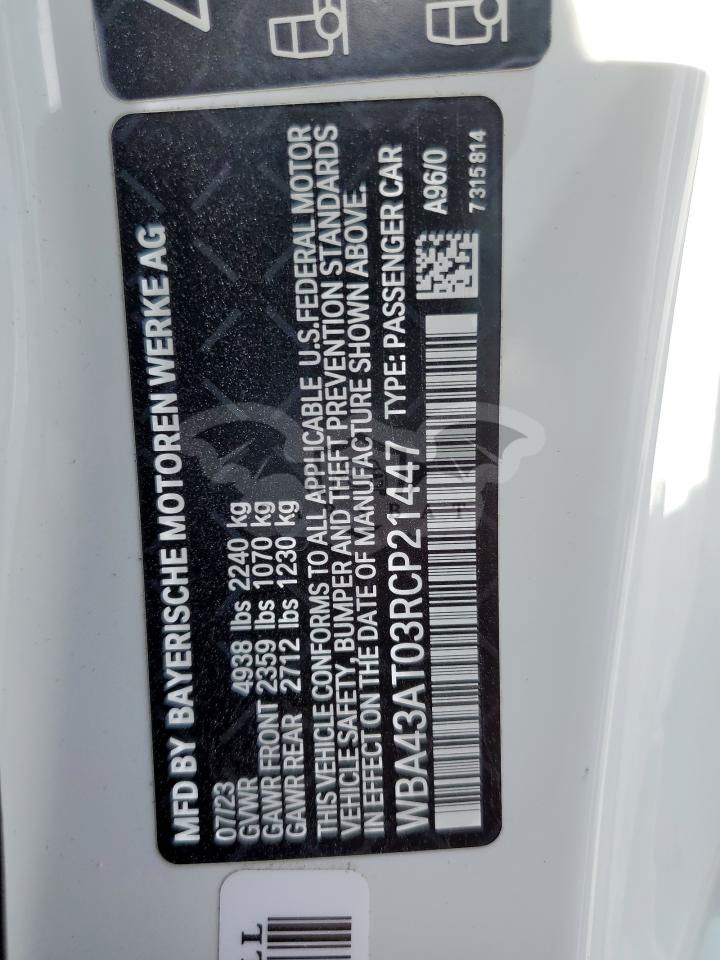 MFD BY BAYERISCHE MOTOREN WERKE AG
07/23
GVWR 4938 lbs 2240 kg
GAWR FRONT 2359 lbs 1070 kg
GAWR REAR 2712 lbs 1230 kg
THIS VEHICLE CONFORMS TO ALL APPLICABLE U.S. FEDERAL MOTOR
VEHICLE SAFETY, BUMPER AND THEFT PREVENTION STANDARDS
IN EFFECT ON THE DATE OF MANUFACTURE SHOWN ABOVE.
WBA43AT03RCP21447 TYPE: PASSENGER CAR
A96/0
7315814